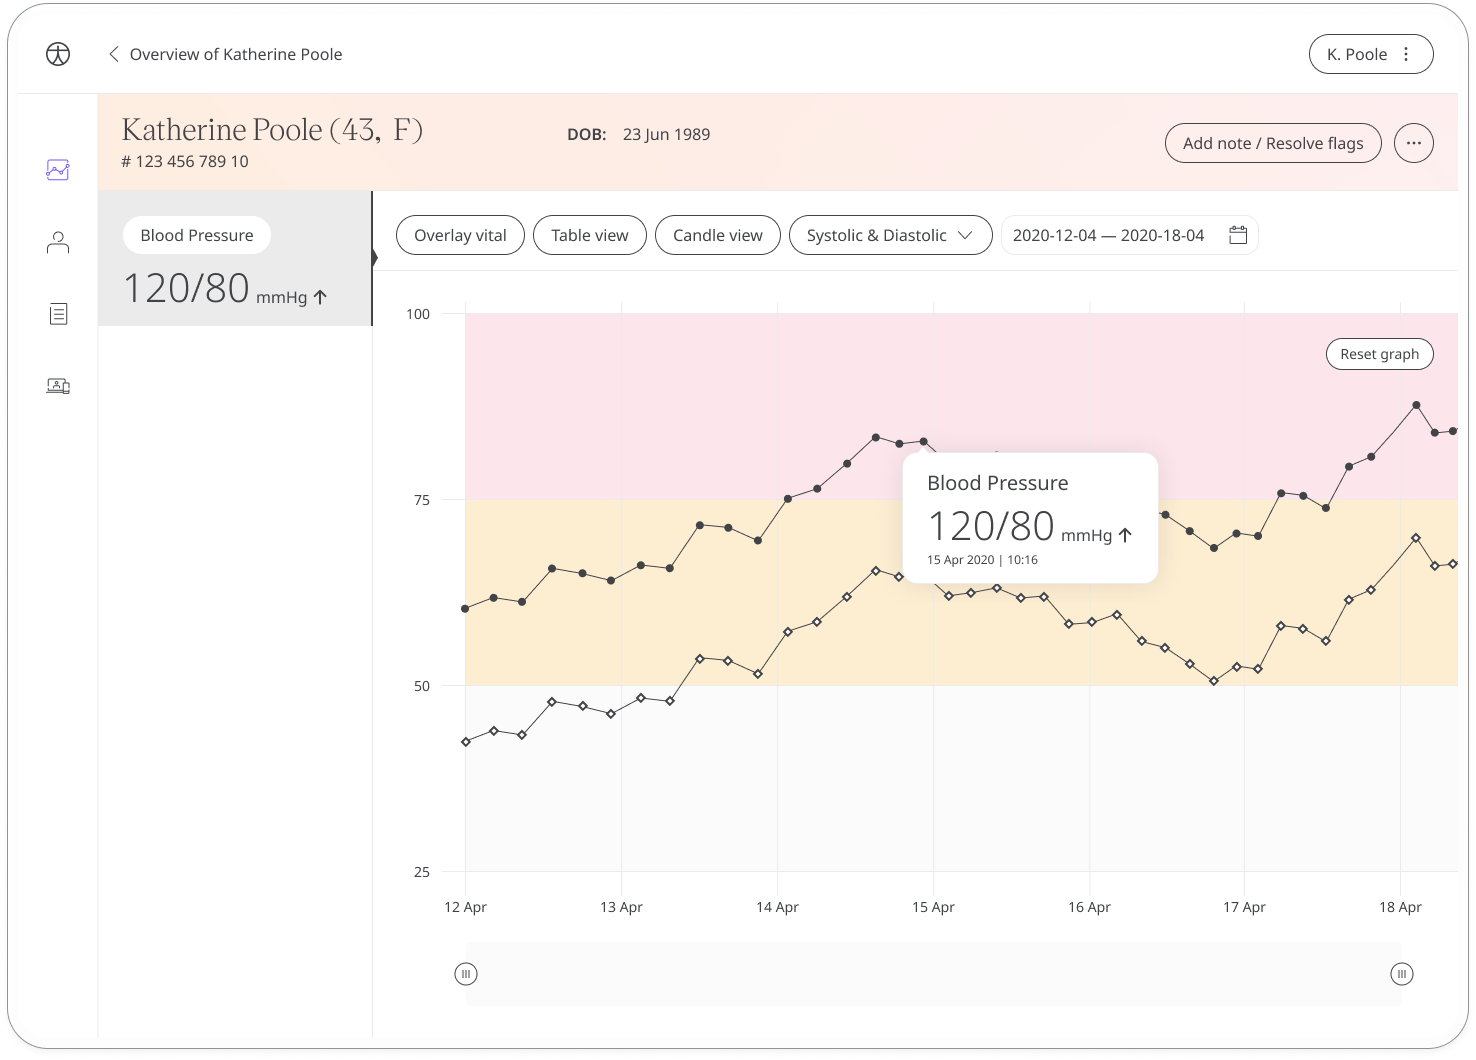 Overview of Katherine Poole
K. Poole
Katherine Poole (43, F)
# 123 456 789 10
DOB: 23 Jun 1989
Add note / Resolve flags
Blood Pressure
120/80 mmHg
Overlay vital
Table view
Candle view
Systolic & Diastolic
2020-12-04 — 2020-18-04
100
75
50
25
Reset graph
Blood Pressure
120/80 mmHg
15 Apr 2020 | 10:16
12 Apr
13 Apr
14 Apr
15 Apr
16 Apr
17 Apr
18 Apr